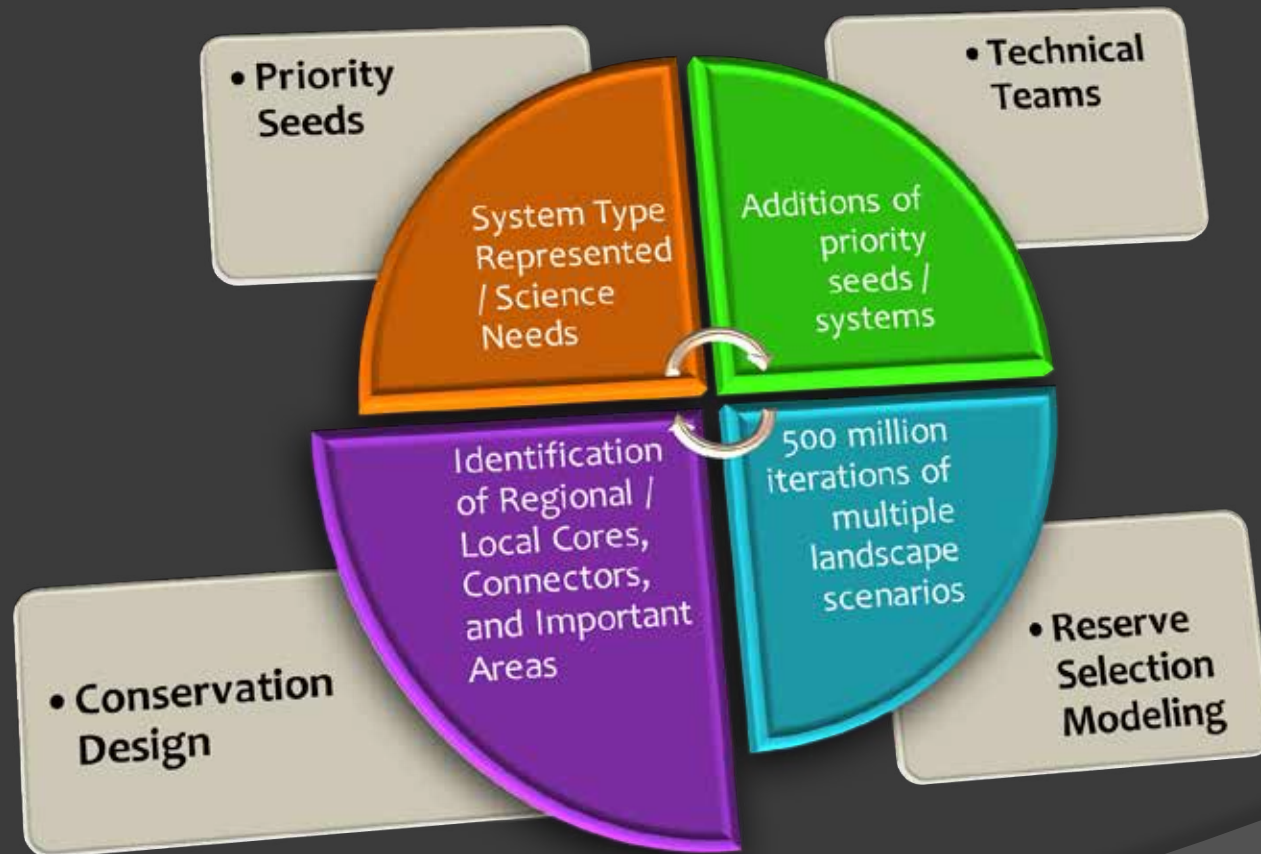 • Priority
Seeds
System Type
Represented
/ Science
Needs
• Technical
Teams
Additions of
priority
seeds /
systems
Identification
of Regional /
Local Cores,
Connectors,
and Important
Areas
• Conservation
Design
500 million
iterations of
multiple
landscape
scenarios
• Reserve
Selection
Modeling